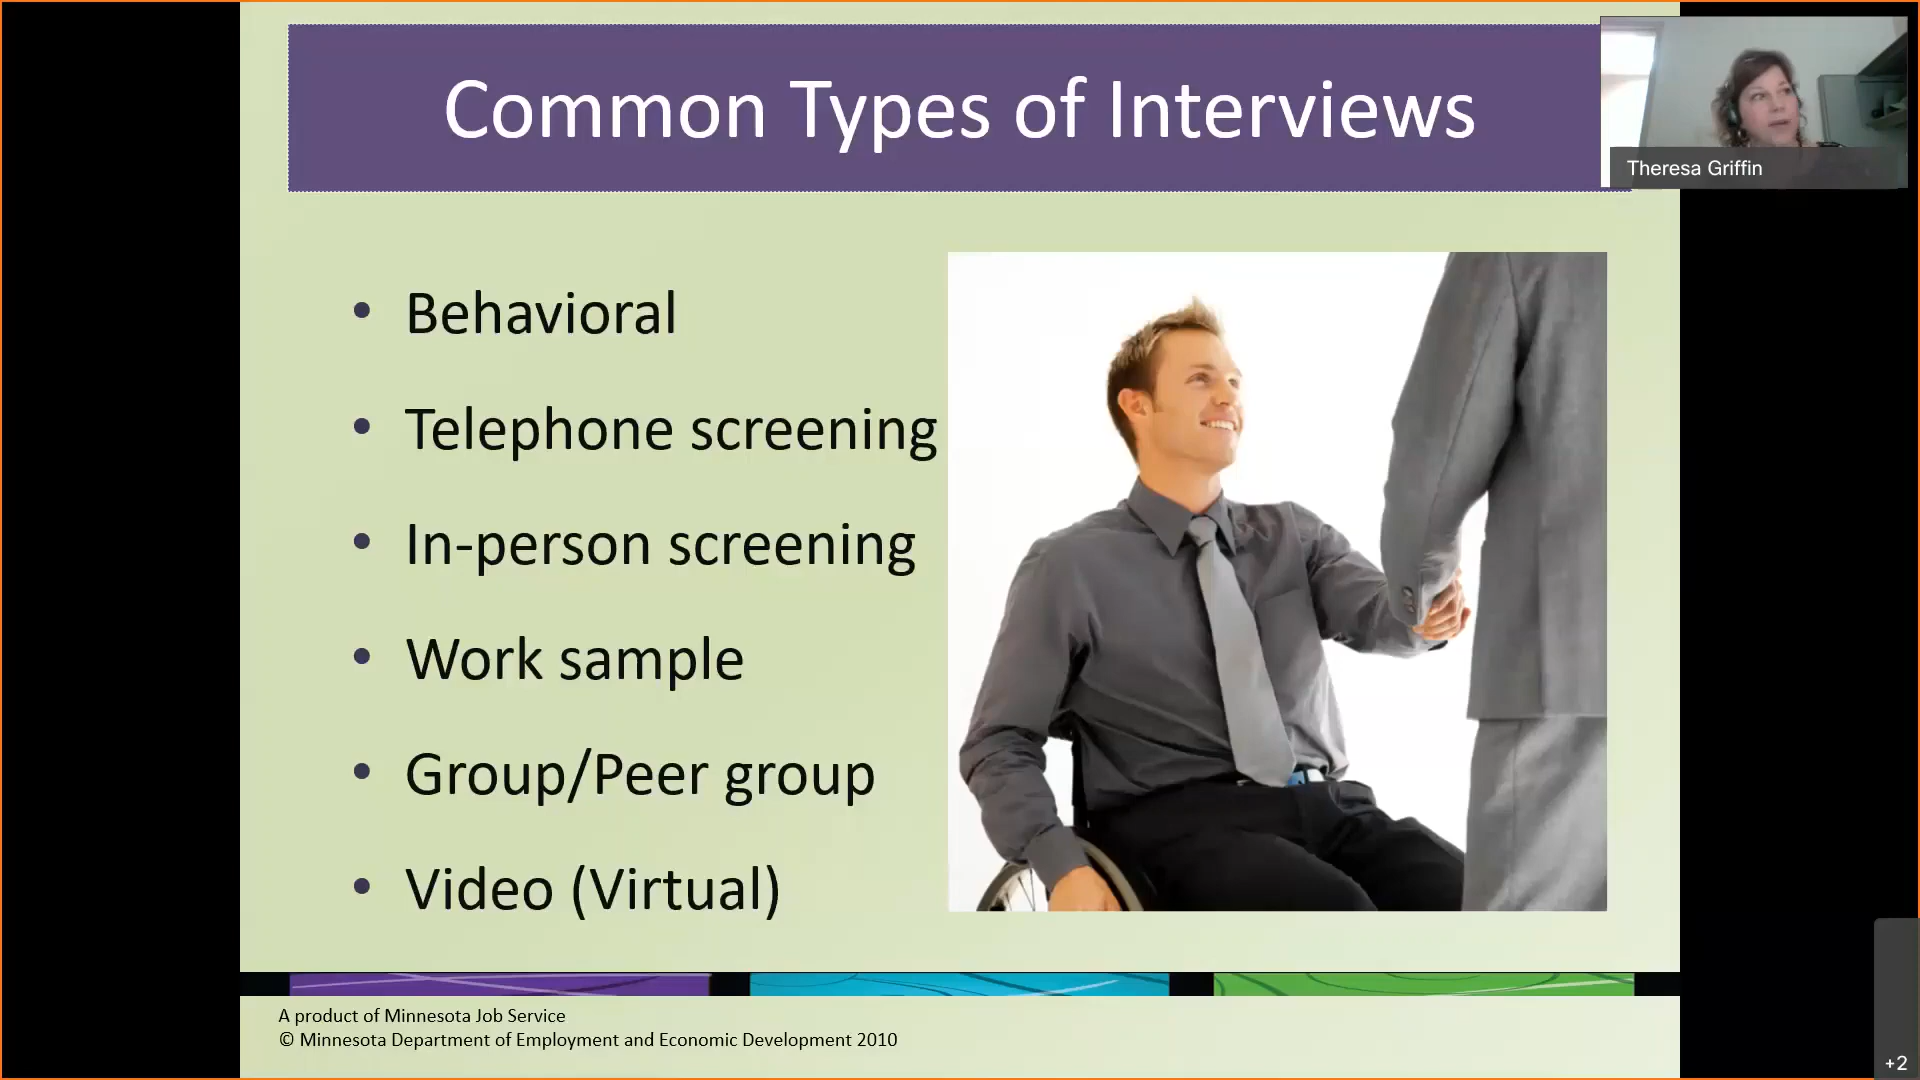 Common Types of Interviews
Theresa Griffin
• Behavioral
• Telephone screening
• In-person screening
• Work sample
• Group/Peer group
• Video (Virtual)
A product of Minnesota Job Service
© Minnesota Department of Employment and Economic Development 2010
+2